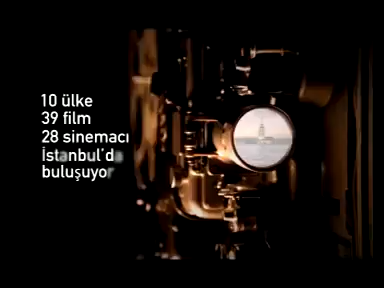 10 ülke
39 film
28 sinemacı
İstanbul'da
buluşuyor